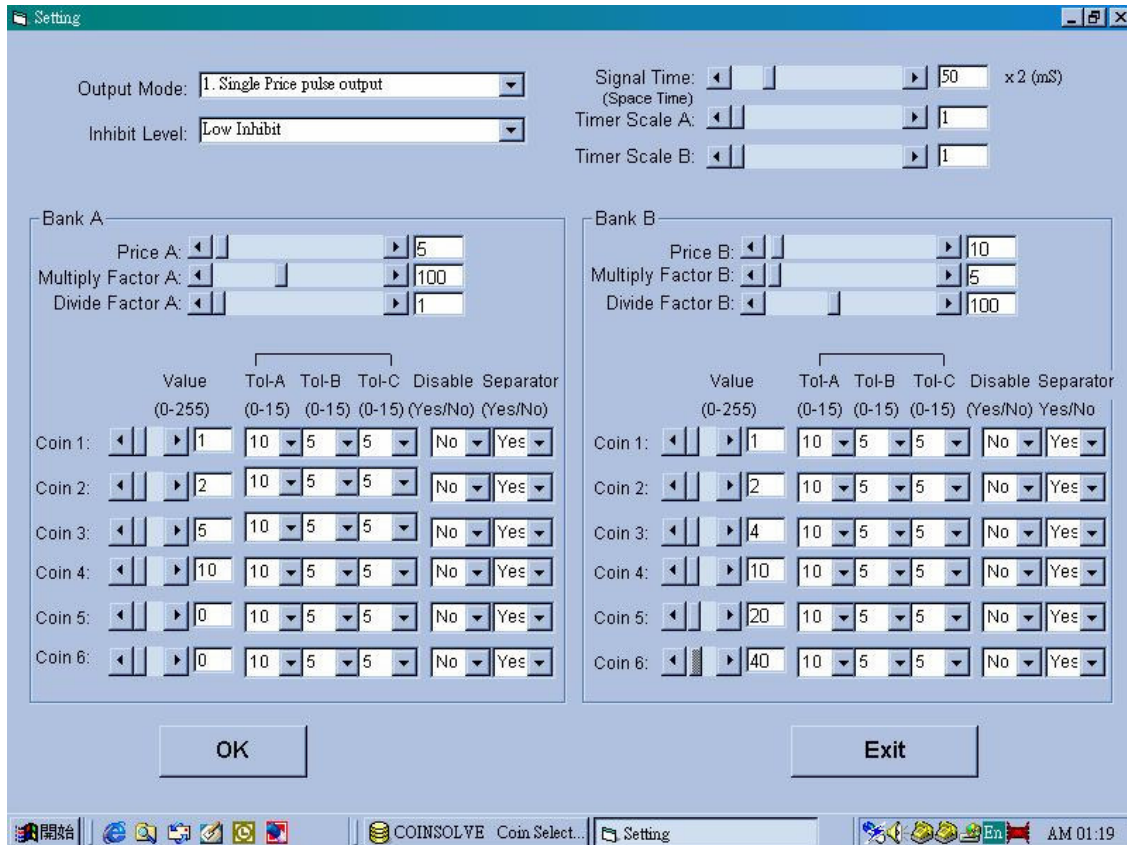 Setting
Output Mode: 1. Single Price pulse output
Inhibit Level: Low Inhibit
Signal Time: 50 x 2 (mS)
(Space Time)
Timer Scale A: 1
Timer Scale B: 1
Bank A
Price A: 5
Multiply Factor A: 100
Divide Factor A: 1
Value Tol-A Tol-B Tol-C Disable Separator
(0-255) (0-15) (0-15) (0-15) (Yes/No) (Yes/No)
Coin 1: 1 10 5 5 No Yes
Coin 2: 2 10 5 5 No Yes
Coin 3: 5 10 5 5 No Yes
Coin 4: 10 10 5 5 No Yes
Coin 5: 0 10 5 5 No Yes
Coin 6: 0 10 5 5 No Yes
Bank B
Price B: 10
Multiply Factor B: 5
Divide Factor B: 100
Value Tol-A Tol-B Tol-C Disable Separator
(0-255) (0-15) (0-15) (0-15) (Yes/No) Yes/No
Coin 1: 1 10 5 5 No Yes
Coin 2: 2 10 5 5 No Yes
Coin 3: 4 10 5 5 No Yes
Coin 4: 10 10 5 5 No Yes
Coin 5: 20 10 5 5 No Yes
Coin 6: 40 10 5 5 No Yes
OK
Exit
開始
COINSOLVE Coin Select...
Setting
En
AM 01:19